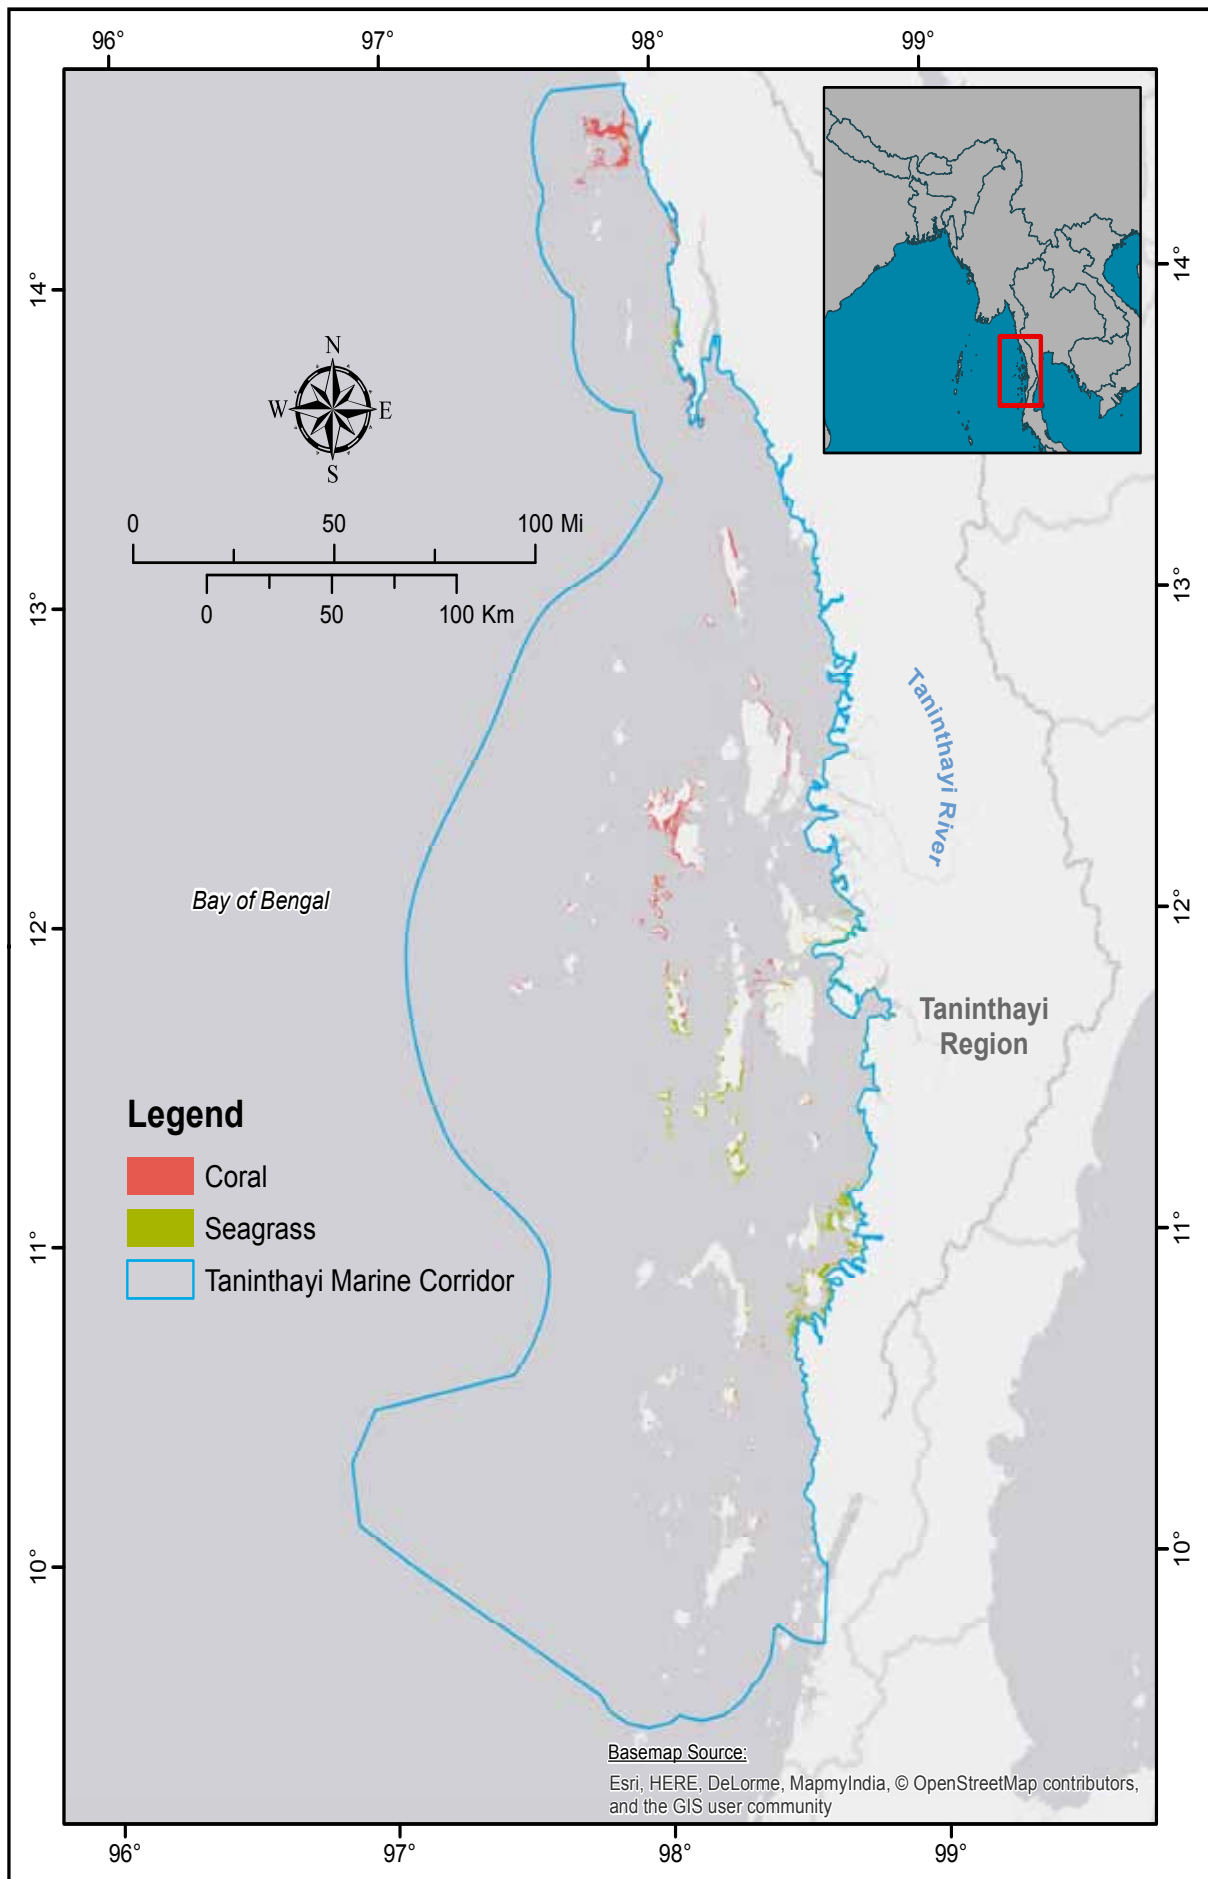 96° 97° 98° 99°
14° 14°
N
W E
S
0 50 100 Mi
0 50 100 Km
13° 13°
Taninthayi River
Bay of Bengal
12° 12°
Taninthayi
Region
Legend
Coral
Seagrass
Taninthayi Marine Corridor
11° 11°
10° 10°
Basemap Source:
Esri, HERE, DeLorme, MapmyIndia, © OpenStreetMap contributors,
and the GIS user community
96° 97° 98° 99°